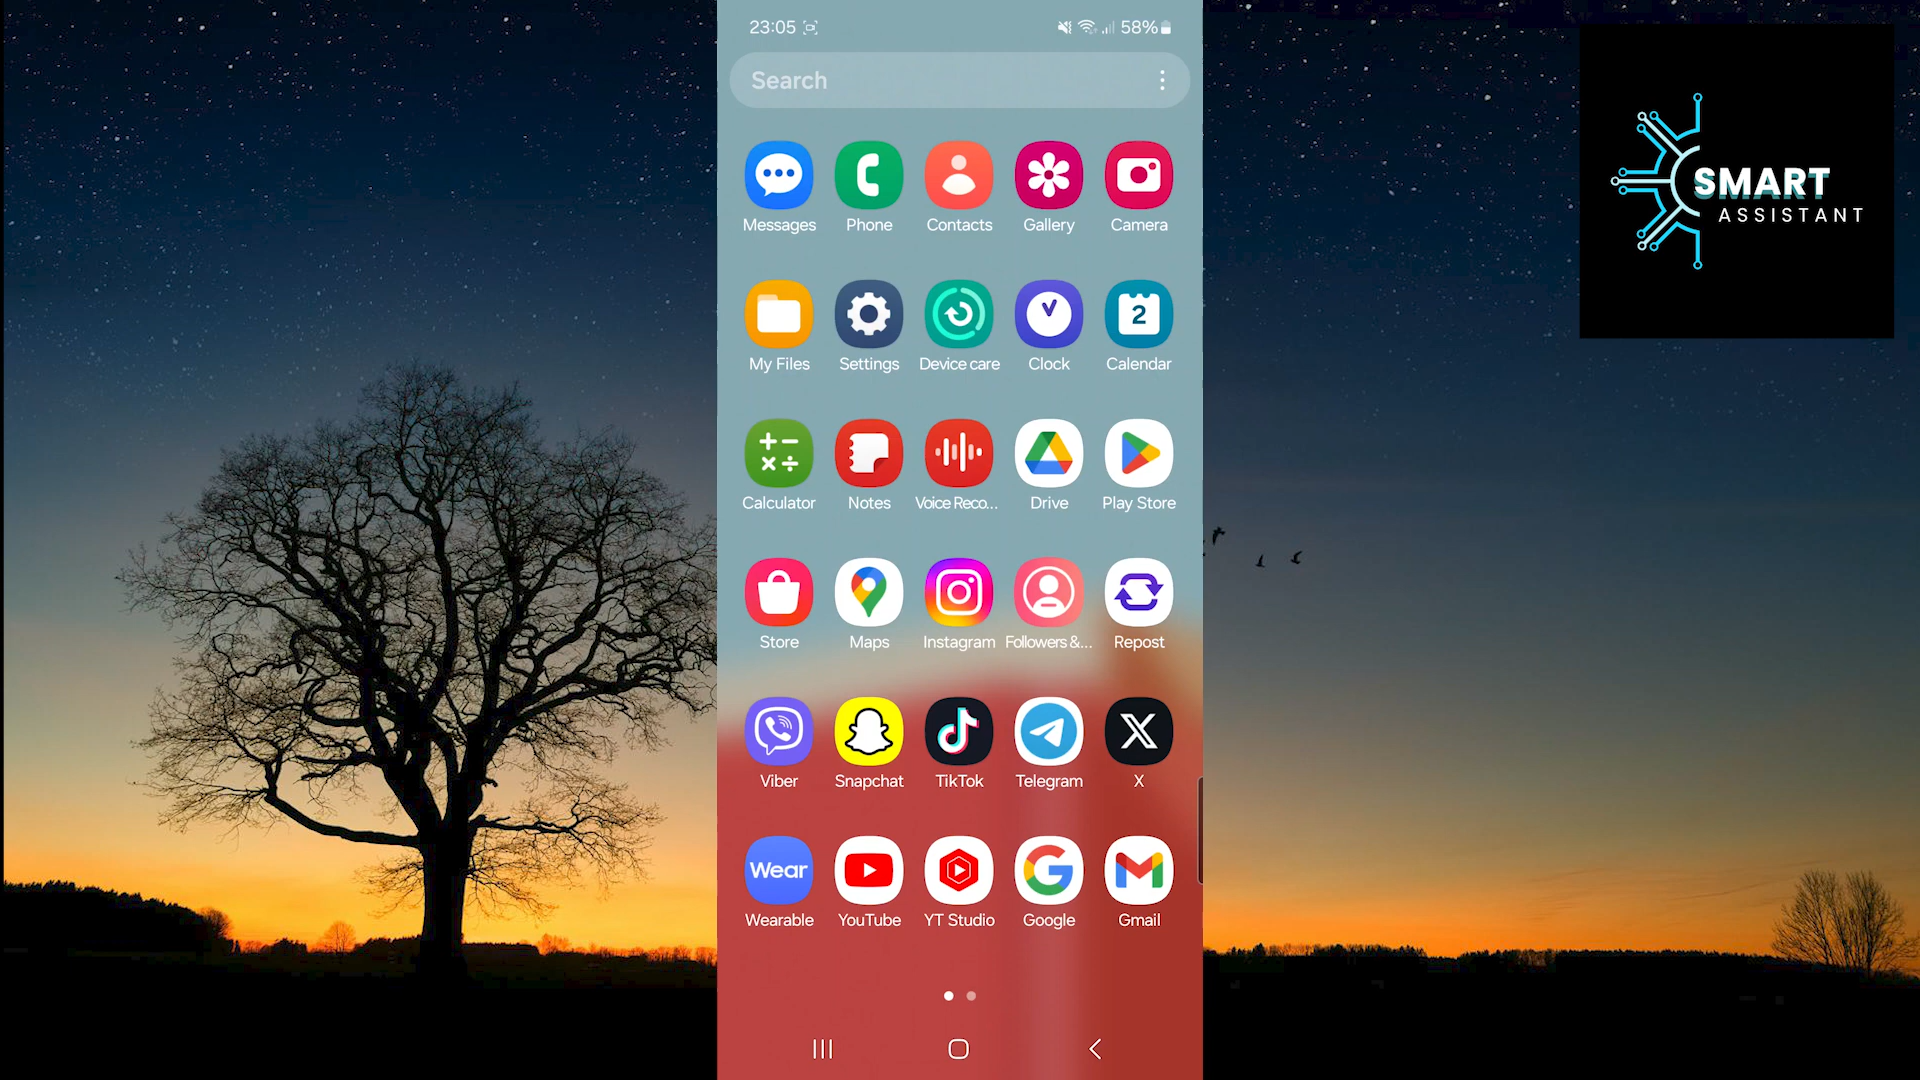 23:05
58%
Search
Messages Phone Contacts Gallery Camera
2
My Files Settings Device care Clock Calendar
Calculator Notes Voice Reco... Drive Play Store
Store Maps Instagram Followers &... Repost
Viber Snapchat TikTok Telegram X
Wear
Wearable YouTube YT Studio Google Gmail
SMART
ASSISTANT